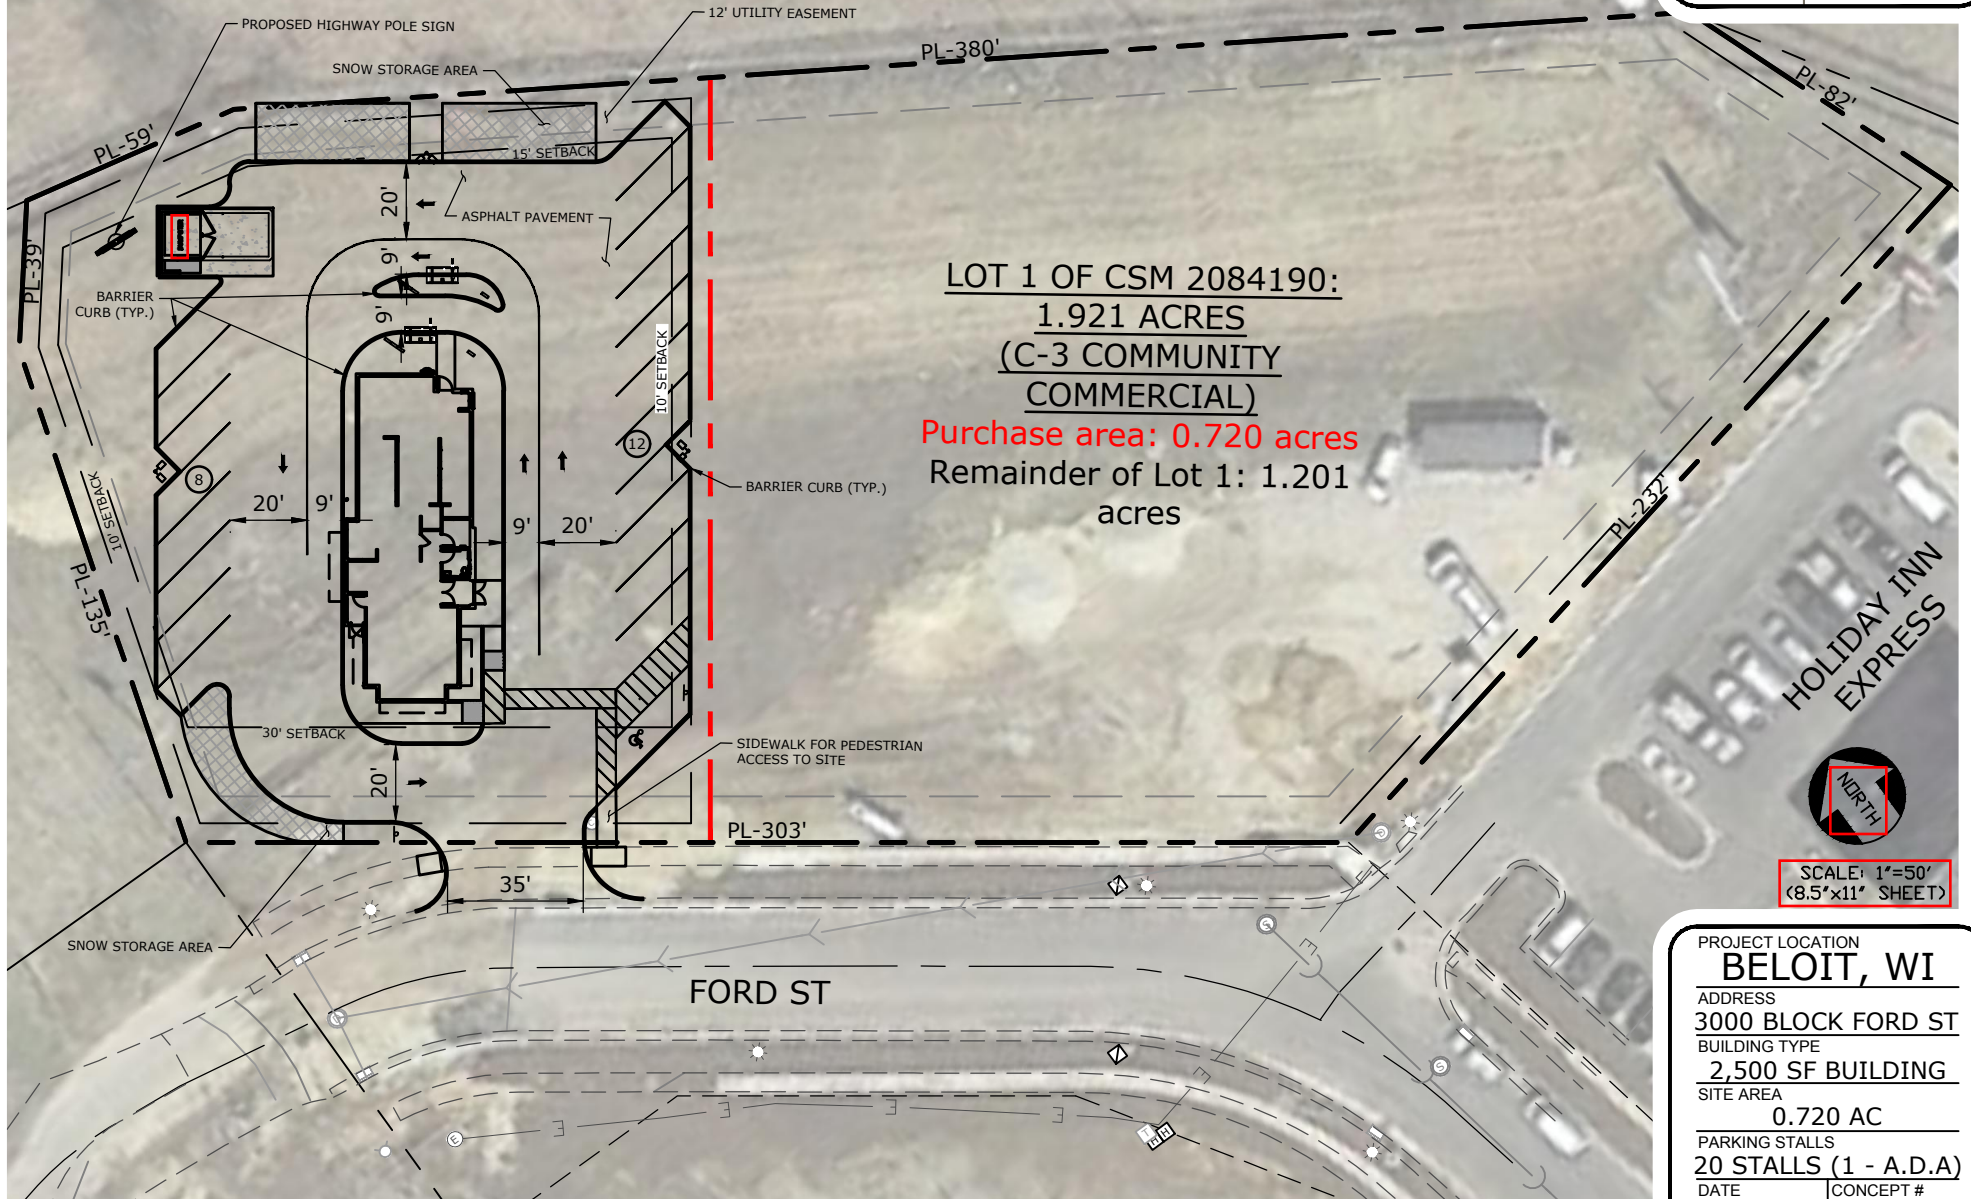 PROPOSED HIGHWAY POLE SIGN
12' UTILITY EASEMENT
SNOW STORAGE AREA
PL-380'
PL-82'
PL-59'
15' SETBACK
20'
ASPHALT PAVEMENT
PL-39'
9'
9'
BARRIER
CURB (TYP.)
LOT 1 OF CSM 2084190:
1.921 ACRES
(C-3 COMMUNITY
COMMERCIAL)
Purchase area: 0.720 acres
Remainder of Lot 1: 1.201
acres
10' SETBACK
12
8
BARRIER CURB (TYP.)
10' SETBACK
20'
9'
9'
20'
PL-232'
PL-135'
HOLIDAY INN
EXPRESS
30' SETBACK
SIDEWALK FOR PEDESTRIAN
ACCESS TO SITE
20'
NORTH
PL-303'
SCALE: 1"=50'
(8.5"x11" SHEET)
35'
SNOW STORAGE AREA
FORD ST
S
S
E
E
E
E
E
E
E
T
H
PROJECT LOCATION
BELOIT, WI
ADDRESS
3000 BLOCK FORD ST
BUILDING TYPE
2,500 SF BUILDING
SITE AREA
0.720 AC
PARKING STALLS
20 STALLS (1 - A.D.A)
DATE
CONCEPT #